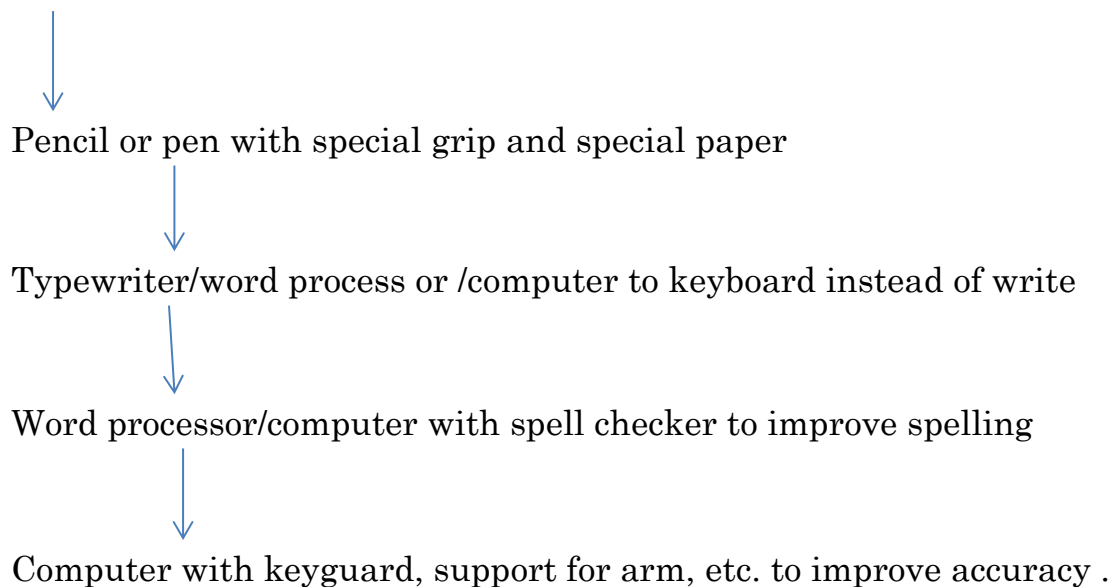 Pencil or pen with special grip and special paper
Typewriter/word process or /computer to keyboard instead of write
Word processor/computer with spell checker to improve spelling
Computer with keyguard, support for arm, etc. to improve accuracy .